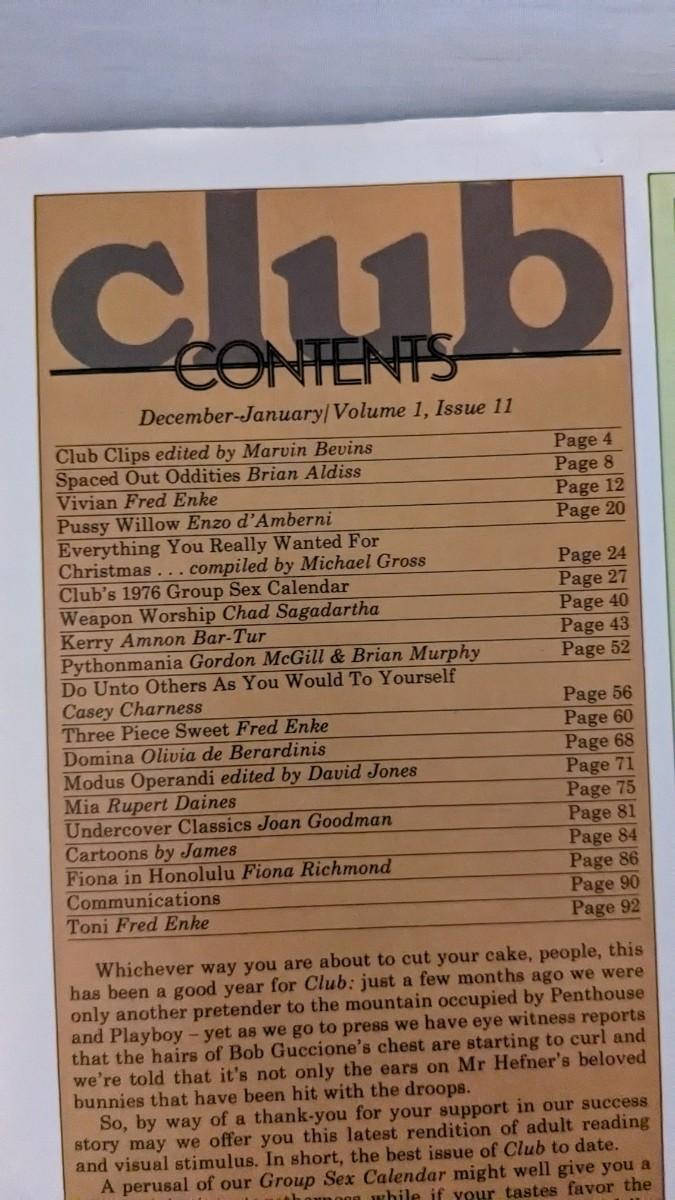 club
CONTENTS
December-January/Volume 1, Issue 11
Club Clips edited by Marvin Bevins Page 4
Spaced Out Oddities Brian Aldiss Page 8
Vivian Fred Enke Page 12
Pussy Willow Enzo d'Amberni Page 20
Everything You Really Wanted For
Christmas . . . compiled by Michael Gross Page 24
Club's 1976 Group Sex Calendar Page 27
Weapon Worship Chad Sagadartha Page 40
Kerry Amnon Bar-Tur Page 43
Pythonmania Gordon McGill & Brian Murphy Page 52
Do Unto Others As You Would To Yourself
Casey Charness Page 56
Three Piece Sweet Fred Enke Page 60
Domina Olivia de Berardinis Page 68
Modus Operandi edited by David Jones Page 71
Mia Rupert Daines Page 75
Undercover Classics Joan Goodman Page 81
Cartoons by James Page 84
Fiona in Honolulu Fiona Richmond Page 86
Communications Page 90
Toni Fred Enke Page 92
Whichever way you are about to cut your cake, people, this
has been a good year for Club: just a few months ago we were
only another pretender to the mountain occupied by Penthouse
and Playboy – yet as we go to press we have eye witness reports
that the hairs of Bob Guccione's chest are starting to curl and
we're told that it's not only the ears on Mr Hefner's beloved
bunnies that have been hit with the droops.
So, by way of a thank-you for your support in our success
story may we offer you this latest rendition of adult reading
and visual stimulus. In short, the best issue of Club to date.
A perusal of our Group Sex Calendar might well give you a
while if your tastes favor the